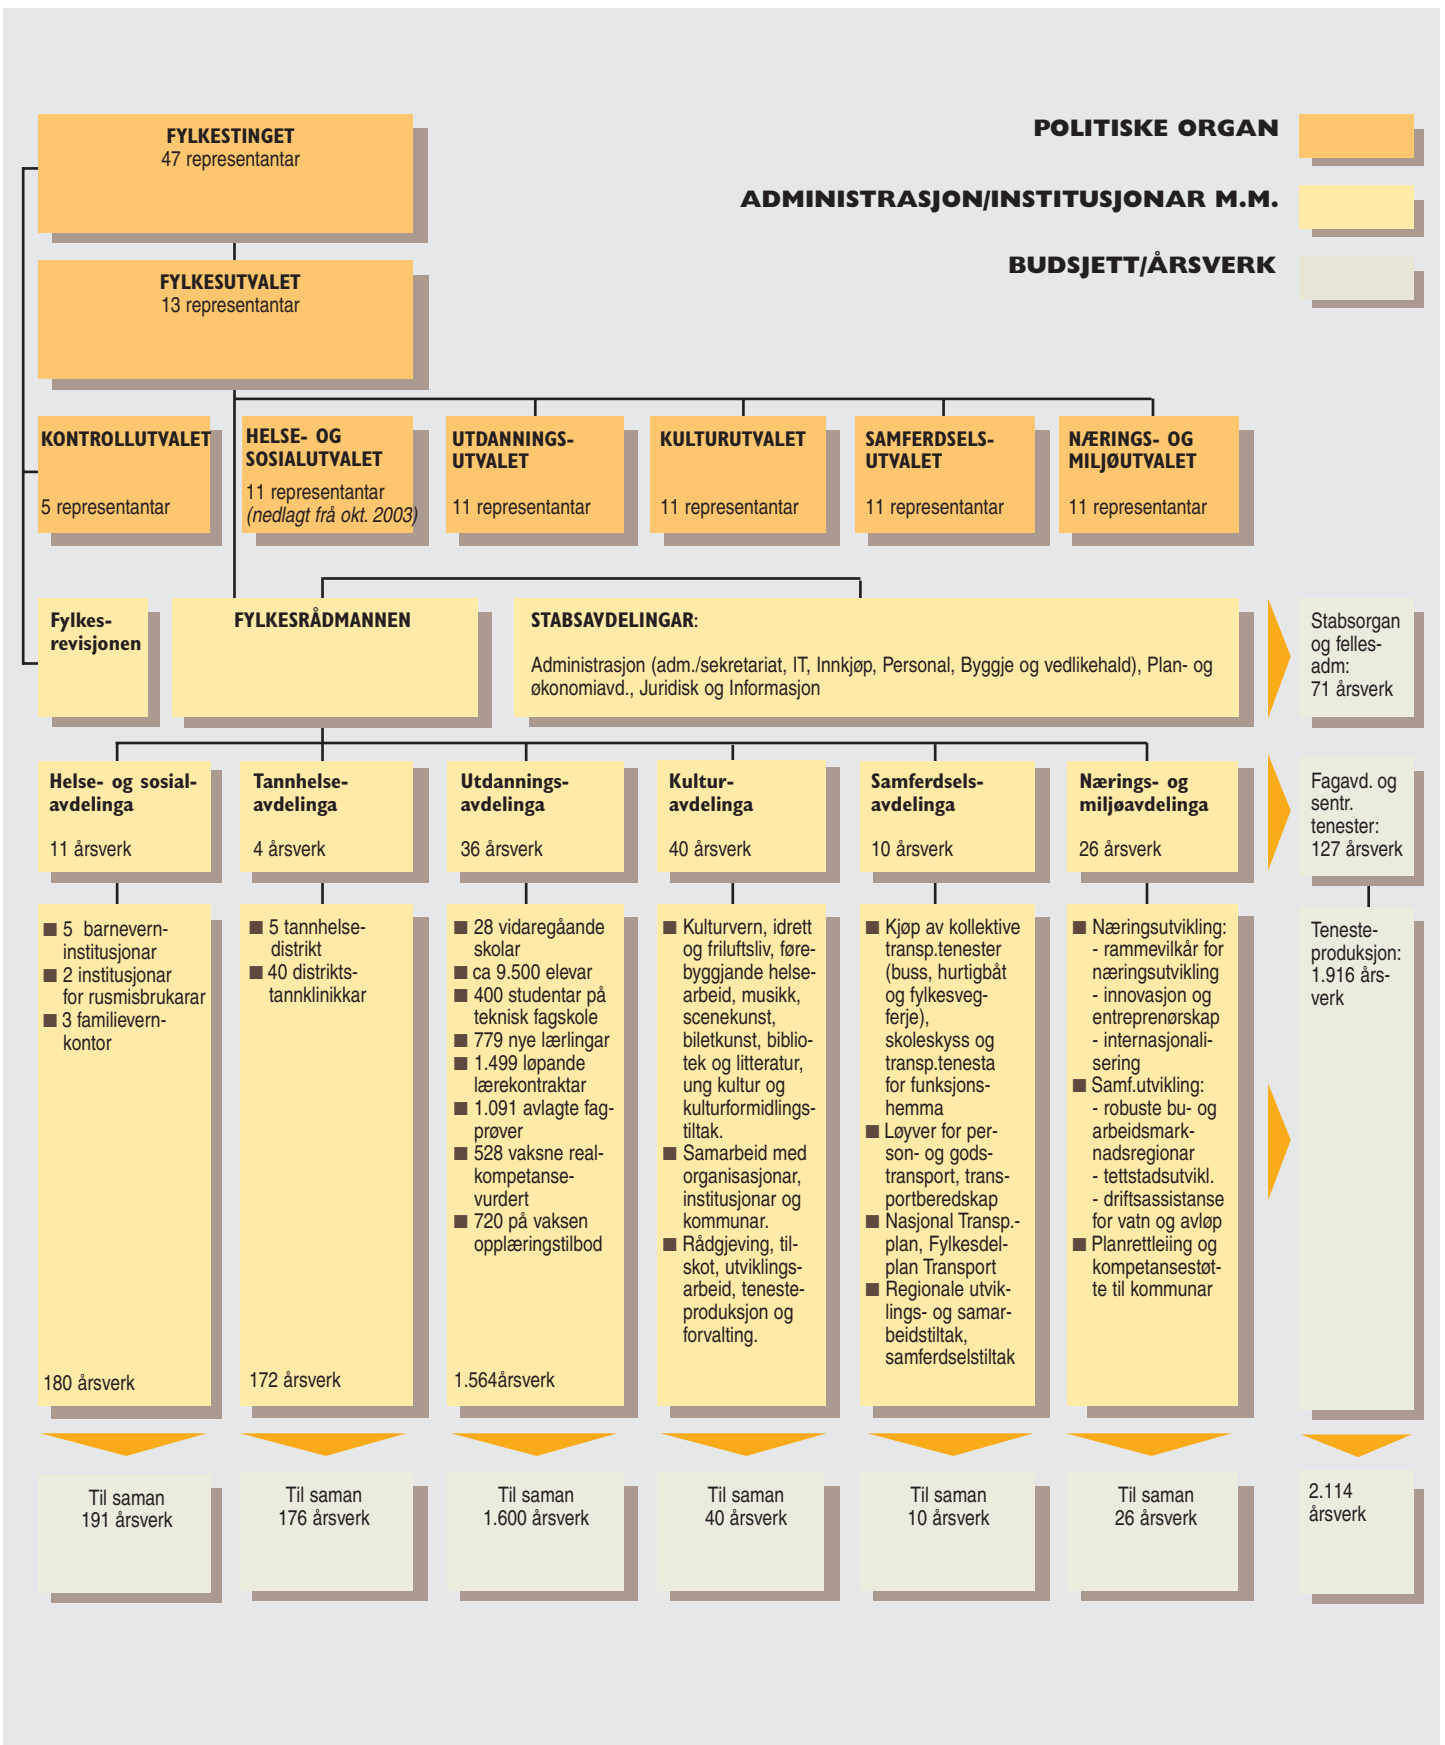 FYLKESTINGET
47 representantar
POLITISKE ORGAN
ADMINISTRASJON/INSTITUSJONAR M.M.
BUDSJETT/ÅRSVERK
FYLKESUTVALET
13 representantar
KONTROLLUTVALET
5 representantar
HELSE- OG
SOSIALUTVALET
11 representantar
(nedlagt frå okt. 2003)
UTDANNINGS-
UTVALET
11 representantar
KULTURUTVALET
11 representantar
SAMFERDSELS-
UTVALET
11 representantar
NÆRINGS- OG
MILJØUTVALET
11 representantar
Fylkes-
revisjonen
FYLKESRÅDMANNEN
STABSAVDELINGAR:
Administrasjon (adm./sekretariat, IT, Innkjøp, Personal, Byggje og vedlikehald), Plan- og
økonomiavd., Juridisk og Informasjon
Stabsorgan
og felles-
adm:
71 årsverk
Helse- og sosial-
avdelinga
11 årsverk
Tannhelse-
avdelinga
4 årsverk
Utdannings-
avdelinga
36 årsverk
Kultur-
avdelinga
40 årsverk
Samferdsels-
avdelinga
10 årsverk
Nærings- og
miljøavdelinga
26 årsverk
Fagavd. og
sentr.
tenester:
127 årsverk
■ 5 barnevern-
institusjonar
■ 2 institusjonar
for rusmisbrukarar
■ 3 familievern-
kontor
180 årsverk
■ 5 tannhelse-
distrikt
■ 40 distrikts-
tannklinikkar
172 årsverk
■ 28 vidaregåande
skolar
■ ca 9.500 elevar
■ 400 studentar på
teknisk fagskole
■ 779 nye lærlingar
■ 1.499 løpande
lærekontraktar
■ 1.091 avlagte fag-
prøver
■ 528 vaksne real-
kompetanse-
vurdert
■ 720 på vaksen
opplæringstilbod
1.564årsverk
■ Kulturvern, idrett
og friluftsliv, føre-
byggjande helse-
arbeid, musikk,
scenekunst,
biletkunst, biblio-
tek og litteratur,
ung kultur og
kulturformidlings-
tiltak.
■ Samarbeid med
organisasjonar,
institusjonar og
kommunar.
■ Rådgjeving, til-
skot, utviklings-
arbeid, teneste-
produksjon og
forvalting.
■ Kjøp av kollektive
transp.tenester
(buss, hurtigbåt
og fylkesveg-
ferje),
skoleskyss og
transp.tenesta
for funksjons-
hemma
■ Løyver for per-
son- og gods-
transport, trans-
portberedskap
■ Nasjonal Transp.-
plan, Fylkesdel-
plan Transport
■ Regionale utvik-
lings- og samar-
beidstiltak,
samferdselstiltak
■ Næringsutvikling:
- rammevilkår for
næringsutvikling
- innovasjon og
entreprenørskap
- internasjonali-
sering
■ Samf.utvikling:
- robuste bu- og
arbeidsmark-
nadsregionar
- tettstadsutvikl.
- driftsassistanse
for vatn og avløp
■ Planrettleiing og
kompetansestøt-
te til kommunar
Teneste-
produksjon:
1.916 års-
verk
Til saman
191 årsverk
Til saman
176 årsverk
Til saman
1.600 årsverk
Til saman
40 årsverk
Til saman
10 årsverk
Til saman
26 årsverk
2.114
årsverk